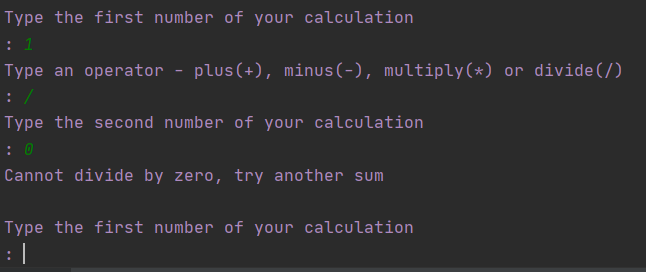 Type the first number of your calculation
: 1
Type an operator - plus(+), minus(-), multiply(*) or divide(/)
: /
Type the second number of your calculation
: 0
Cannot divide by zero, try another sum
Type the first number of your calculation
: